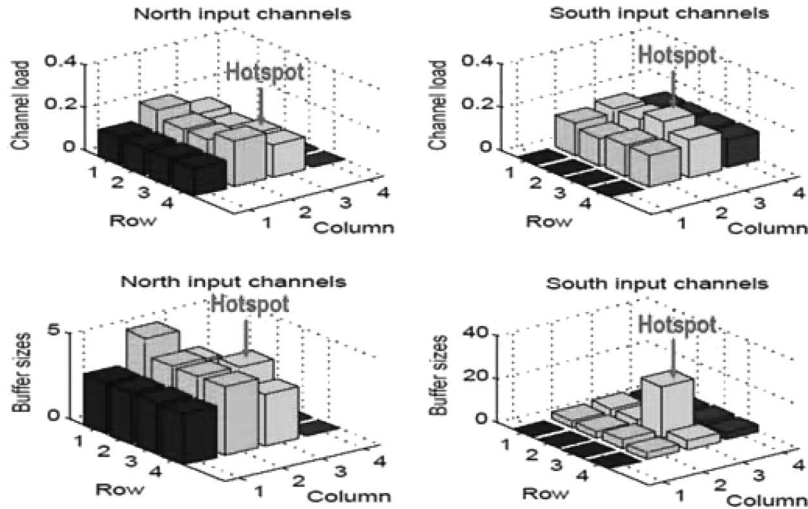 North input channels
Channel load
0.4
0.2
0
Hotspot
1
2
3
4
Row
1
2
3
4
Column
South input channels
Channel load
0.4
0.2
0
Hotspot
1
2
3
4
Row
1
2
3
4
Column
North input channels
Buffer sizes
5
0
Hotspot
1
2
3
4
Row
1
2
3
4
Column
South input channels
Buffer sizes
40
20
0
Hotspot
1
2
3
4
Row
1
2
3
4
Column